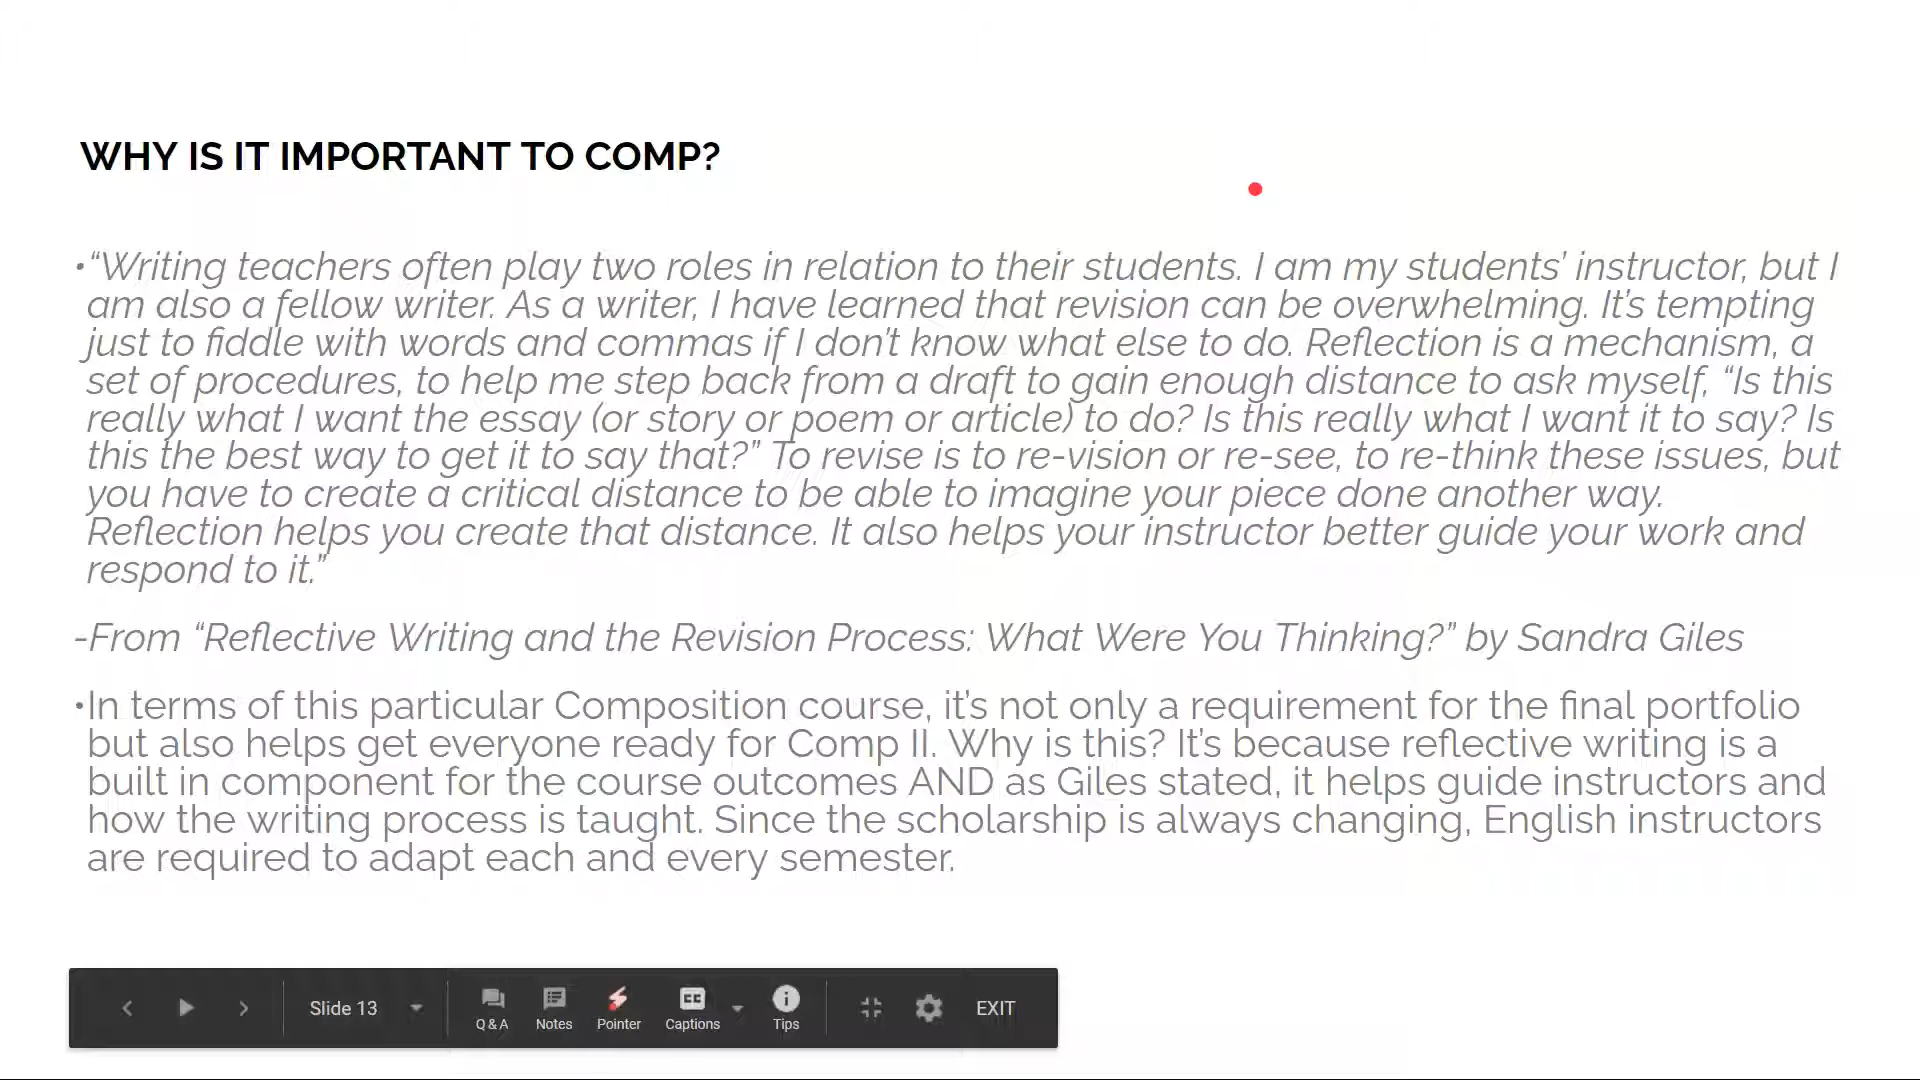 WHY IS IT IMPORTANT TO COMP?
•“Writing teachers often play two roles in relation to their students. I am my students’ instructor, but I
am also a fellow writer. As a writer, I have learned that revision can be overwhelming. It’s tempting
just to fiddle with words and commas if I don’t know what else to do. Reflection is a mechanism, a
set of procedures, to help me step back from a draft to gain enough distance to ask myself, “Is this
really what I want the essay (or story or poem or article) to do? Is this really what I want it to say? Is
this the best way to get it to say that?” To revise is to re-vision or re-see, to re-think these issues, but
you have to create a critical distance to be able to imagine your piece done another way.
Reflection helps you create that distance. It also helps your instructor better guide your work and
respond to it.”
-From “Reflective Writing and the Revision Process: What Were You Thinking?” by Sandra Giles
•In terms of this particular Composition course, it’s not only a requirement for the final portfolio
but also helps get everyone ready for Comp II. Why is this? It’s because reflective writing is a
built in component for the course outcomes AND as Giles stated, it helps guide instructors and
how the writing process is taught. Since the scholarship is always changing, English instructors
are required to adapt each and every semester.
Slide 13 Q & A Notes Pointer CC Captions Tips EXIT